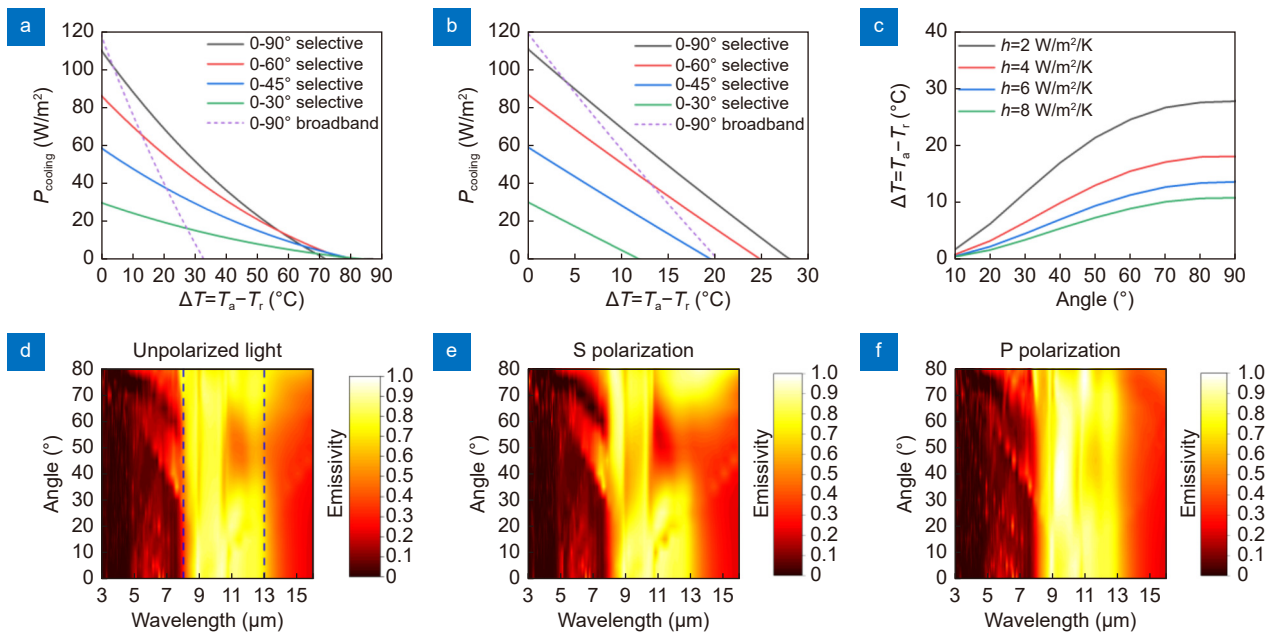 a
120
100
80
60
40
20
0
P_cooling (W/m²)
0-90° selective
0-60° selective
0-45° selective
0-30° selective
0-90° broadband
0 10 20 30 40 50 60 70 80 90
ΔT=Tₐ−Tᵣ (°C)
b
120
100
80
60
40
20
0
P_cooling (W/m²)
0-90° selective
0-60° selective
0-45° selective
0-30° selective
0-90° broadband
0 5 10 15 20 25 30
ΔT=Tₐ−Tᵣ (°C)
c
40
30
20
10
0
ΔT=Tₐ−Tᵣ (°C)
h=2 W/m²/K
h=4 W/m²/K
h=6 W/m²/K
h=8 W/m²/K
10 20 30 40 50 60 70 80 90
Angle (°)
d
Unpolarized light
80
70
60
50
40
30
20
10
0
Angle (°)
3 5 7 9 11 13 15
Wavelength (μm)
Emissivity
1.0
0.9
0.8
0.7
0.6
0.5
0.4
0.3
0.2
0.1
0
e
S polarization
80
70
60
50
40
30
20
10
0
Angle (°)
3 5 7 9 11 13 15
Wavelength (μm)
Emissivity
1.0
0.9
0.8
0.7
0.6
0.5
0.4
0.3
0.2
0.1
0
f
P polarization
80
70
60
50
40
30
20
10
0
Angle (°)
3 5 7 9 11 13 15
Wavelength (μm)
Emissivity
1.0
0.9
0.8
0.7
0.6
0.5
0.4
0.3
0.2
0.1
0